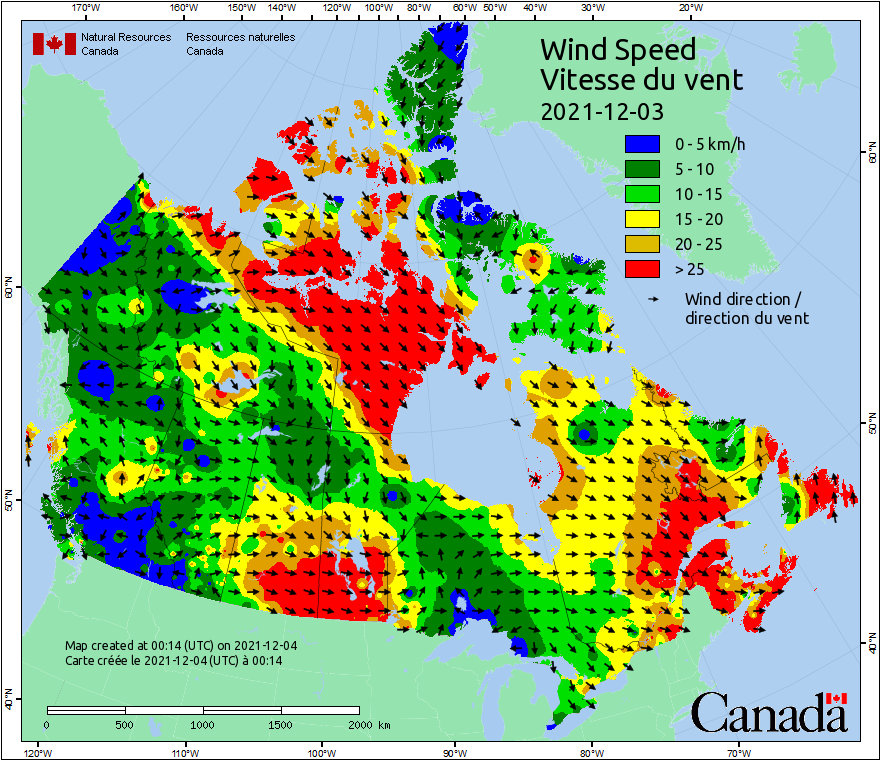 170°W 160°W 150°W 140°W 130°W 120°W 110°W 100°W 90°W 80°W 70°W 60°W 50°W 40°W 30°W 20°W
Natural Resources Ressources naturelles
Canada Canada
Wind Speed
Vitesse du vent
2021-12-03
0 - 5 km/h
5 - 10
10 - 15
15 - 20
20 - 25
> 25
Wind direction /
direction du vent
60°N 60°N
50°N 50°N
40°N 40°N
Map created at 00:14 (UTC) on 2021-12-04
Carte créée le 2021-12-04 (UTC) à 00:14
0 500 1000 1500 2000 km
Canada
120°W 110°W 100°W 90°W 80°W 70°W